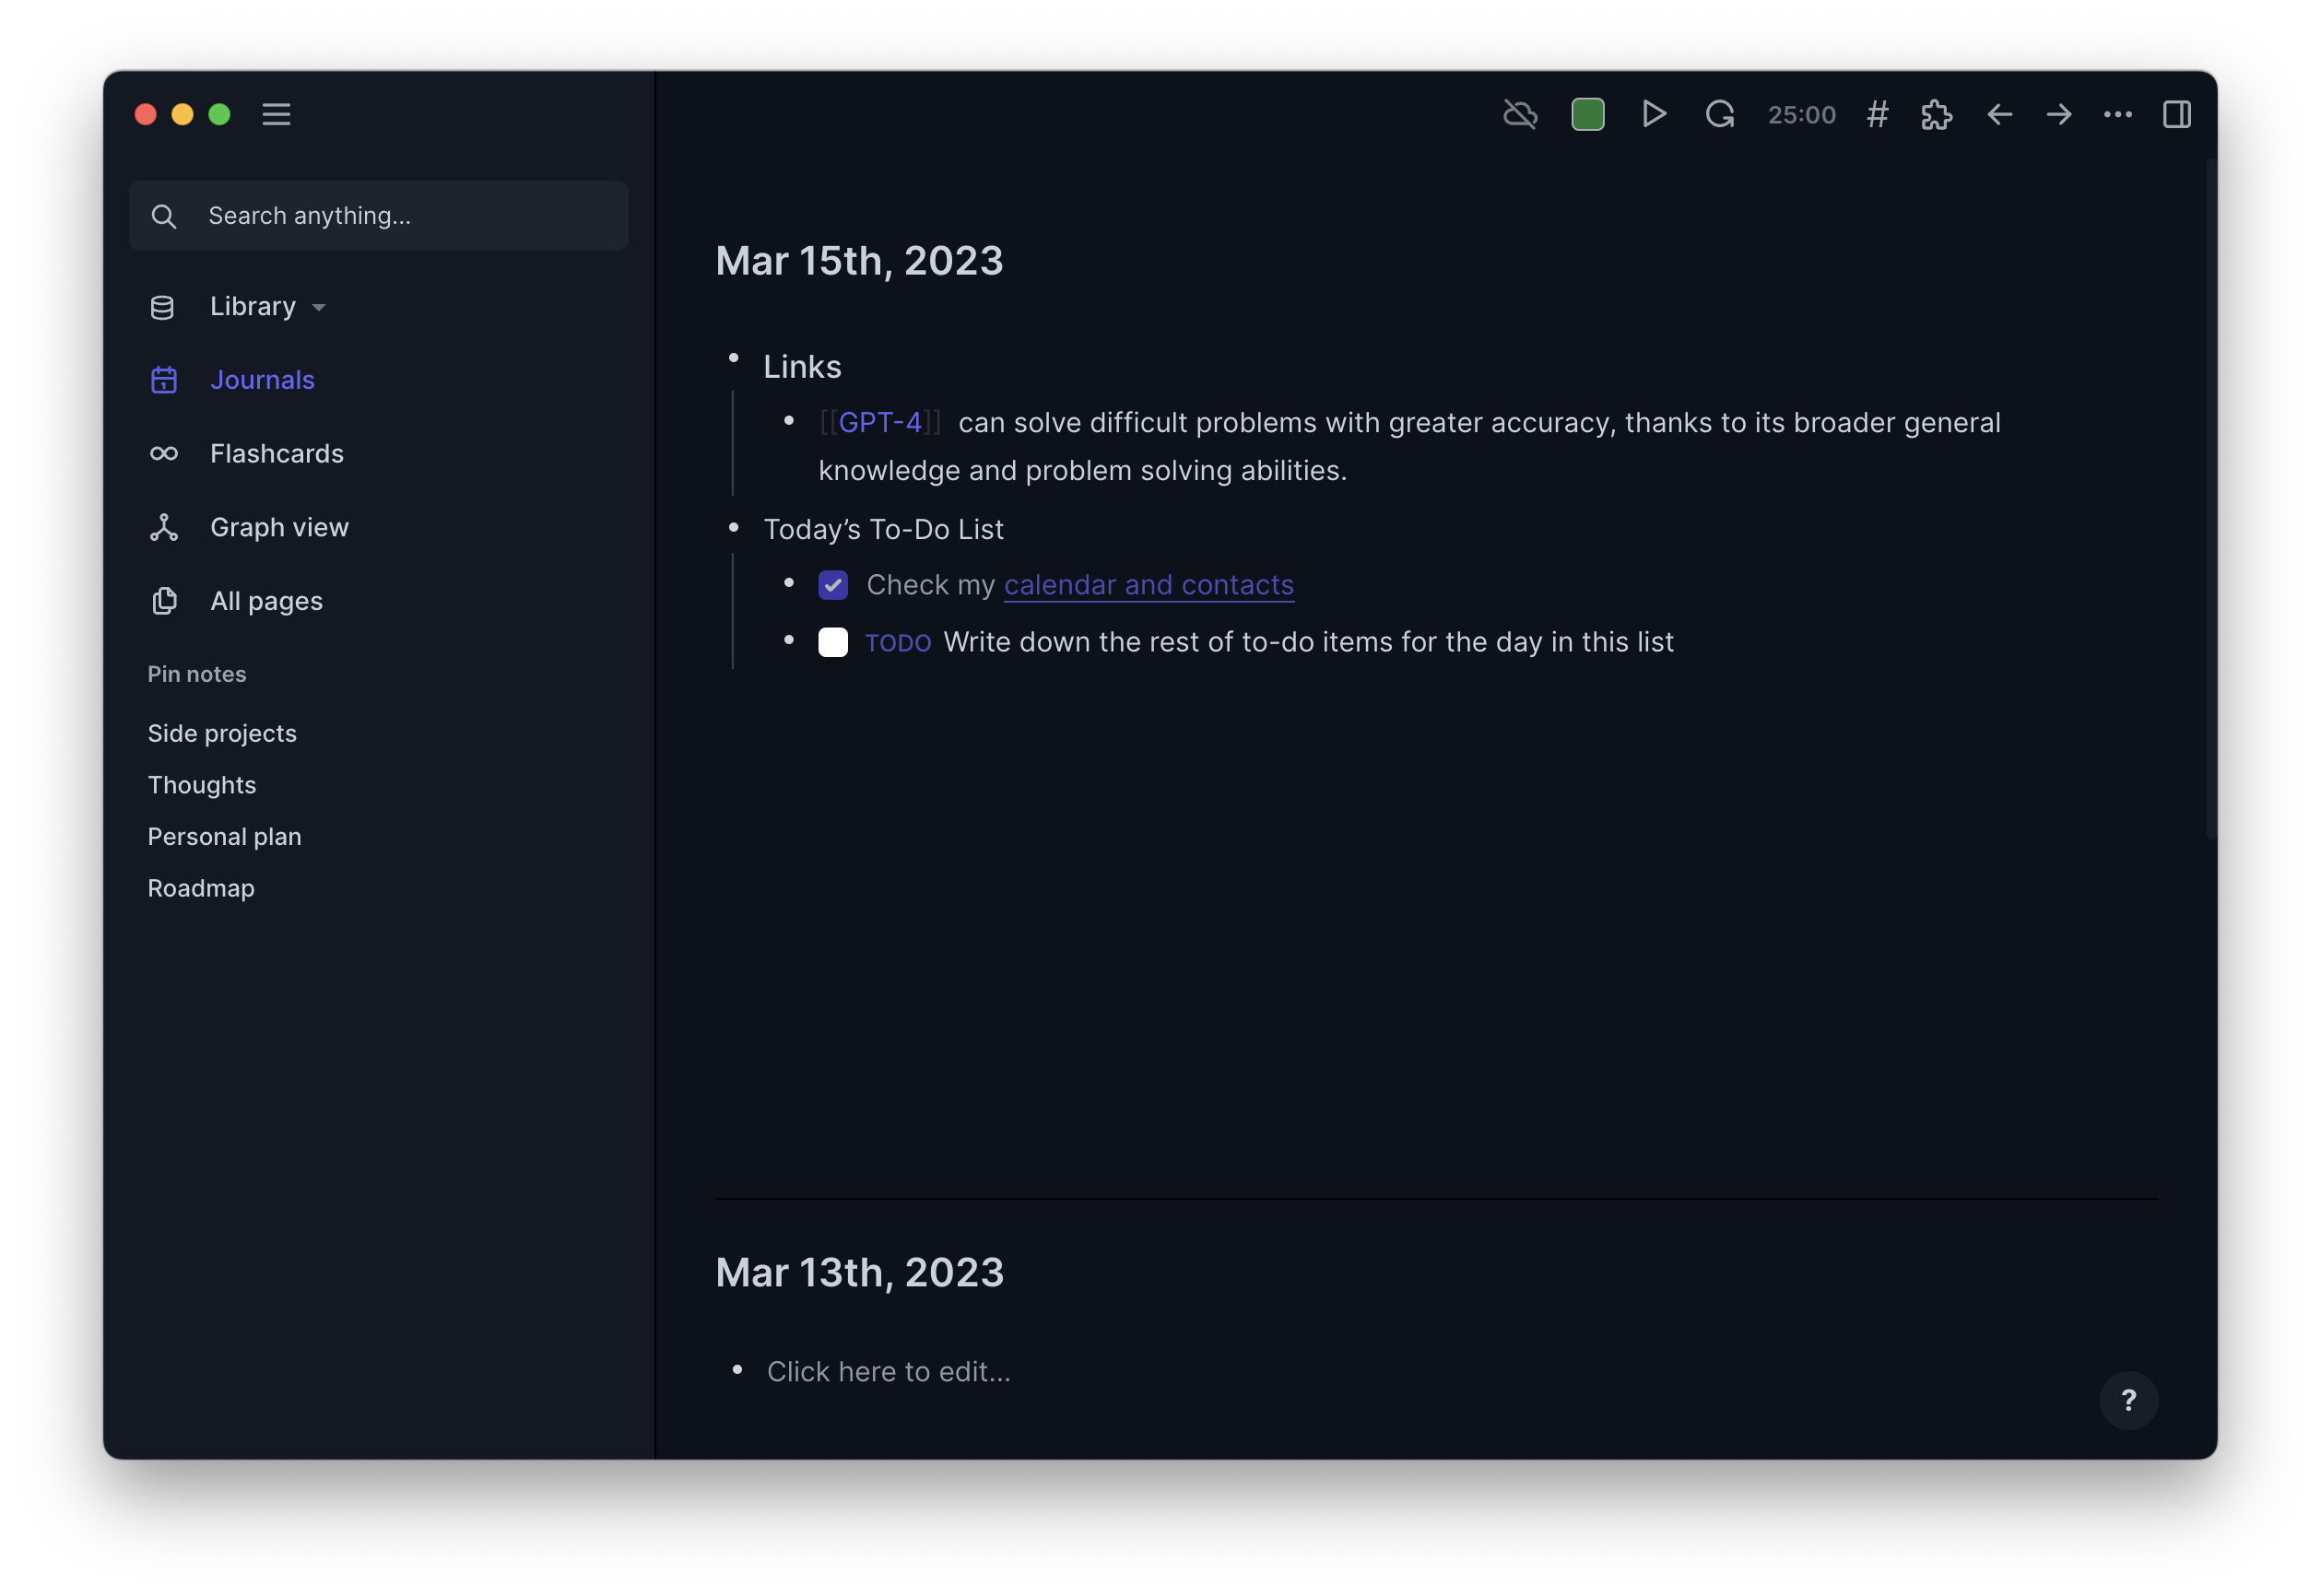 25:00
Search anything...
Library
Journals
Flashcards
Graph view
All pages
Pin notes
Side projects
Thoughts
Personal plan
Roadmap
Mar 15th, 2023
Links
[[GPT-4]] can solve difficult problems with greater accuracy, thanks to its broader general
knowledge and problem solving abilities.
Today’s To-Do List
Check my calendar and contacts
TODO Write down the rest of to-do items for the day in this list
Mar 13th, 2023
Click here to edit...
?